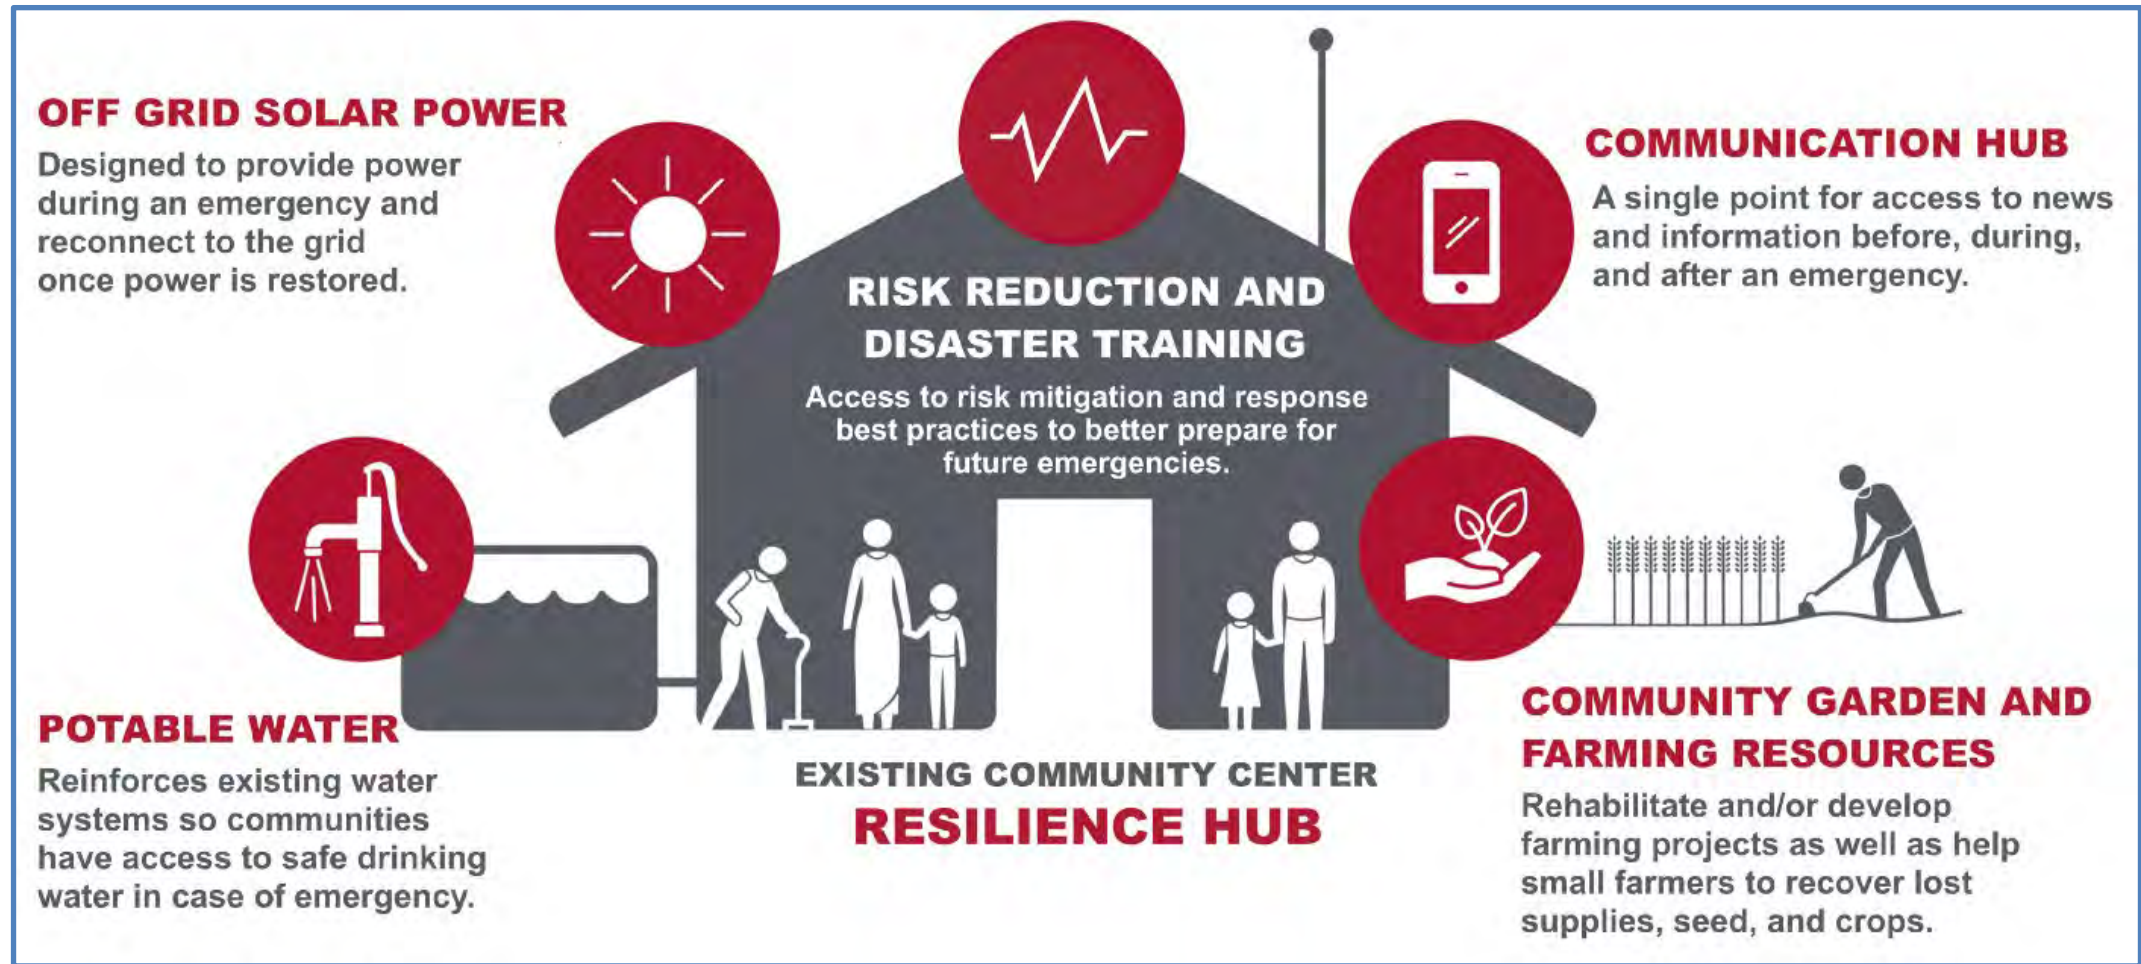 OFF GRID SOLAR POWER
Designed to provide power
during an emergency and
reconnect to the grid
once power is restored.
RISK REDUCTION AND
DISASTER TRAINING
Access to risk mitigation and response
best practices to better prepare for
future emergencies.
COMMUNICATION HUB
A single point for access to news
and information before, during,
and after an emergency.
POTABLE WATER
Reinforces existing water
systems so communities
have access to safe drinking
water in case of emergency.
EXISTING COMMUNITY CENTER
RESILIENCE HUB
COMMUNITY GARDEN AND
FARMING RESOURCES
Rehabilitate and/or develop
farming projects as well as help
small farmers to recover lost
supplies, seed, and crops.